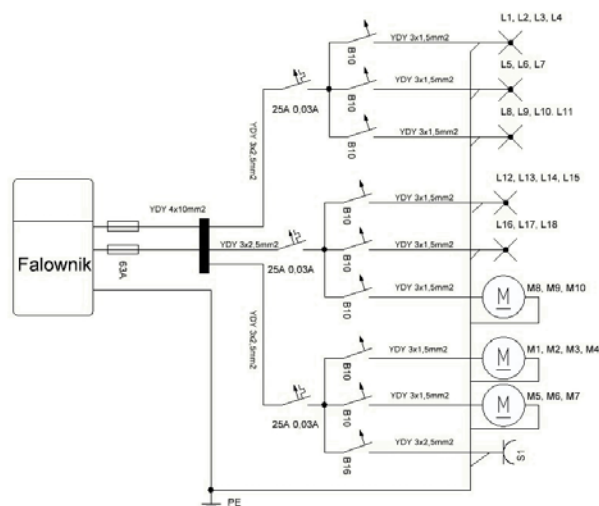 L1, L2, L3, L4
YDY 3x1,5mm2
B10
L5, L6, L7
YDY 3x1,5mm2
B10
25A 0,03A
L8, L9, L10. L11
YDY 3x1,5mm2
B10
YDY 3x2,5mm2
L12, L13, L14, L15
YDY 3x1,5mm2
B10
YDY 4x10mm2
L16, L17, L18
YDY 3x2,5mm2
YDY 3x1,5mm2
B10
25A 0,03A
Falownik
63A
M8, M9, M10
YDY 3x1,5mm2
M
B10
YDY 3x2,5mm2
M1, M2, M3, M4
YDY 3x1,5mm2
M
B10
M5, M6, M7
YDY 3x1,5mm2
M
B10
25A 0,03A
YDY 3x2,5mm2
B16
S1
PE